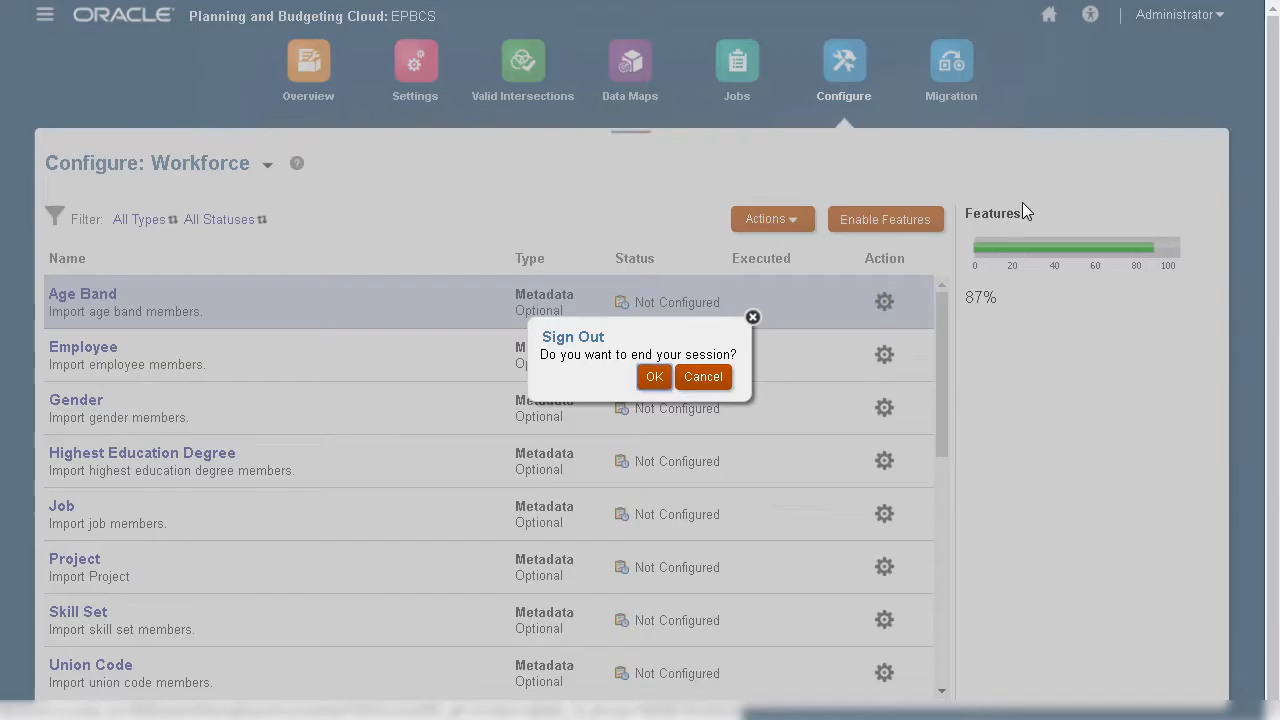 ORACLE Planning and Budgeting Cloud: EPBCS Administrator
Overview Settings Valid Intersections Data Maps Jobs Configure Migration
Configure: Workforce
Filter: All Types All Statuses Actions Enable Features
Features
0 20 40 60 80 100
87%
Name Type Status Executed Action
Age Band Metadata Not Configured
Import age band members. Optional
Sign Out
Do you want to end your session?
OK Cancel
Employee
Import employee members.
Gender
Import gender members. Optional Not Configured
Highest Education Degree Metadata Not Configured
Import highest education degree members. Optional
Job Metadata Not Configured
Import job members. Optional
Project Metadata Not Configured
Import Project Optional
Skill Set Metadata Not Configured
Import skill set members. Optional
Union Code Metadata Not Configured
Import union code members. Optional